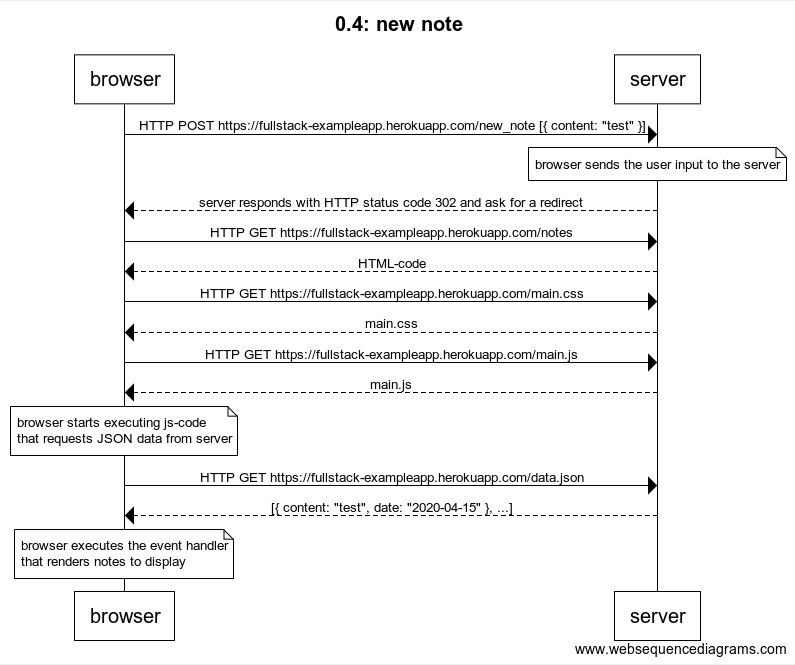 0.4: new note
browser
server
HTTP POST https://fullstack-exampleapp.herokuapp.com/new_note [{ content: "test" }]
browser sends the user input to the server
server responds with HTTP status code 302 and ask for a redirect
HTTP GET https://fullstack-exampleapp.herokuapp.com/notes
HTML-code
HTTP GET https://fullstack-exampleapp.herokuapp.com/main.css
main.css
HTTP GET https://fullstack-exampleapp.herokuapp.com/main.js
main.js
browser starts executing js-code
that requests JSON data from server
HTTP GET https://fullstack-exampleapp.herokuapp.com/data.json
[{ content: "test", date: "2020-04-15" }, ...]
browser executes the event handler
that renders notes to display
browser
server
www.websequencediagrams.com